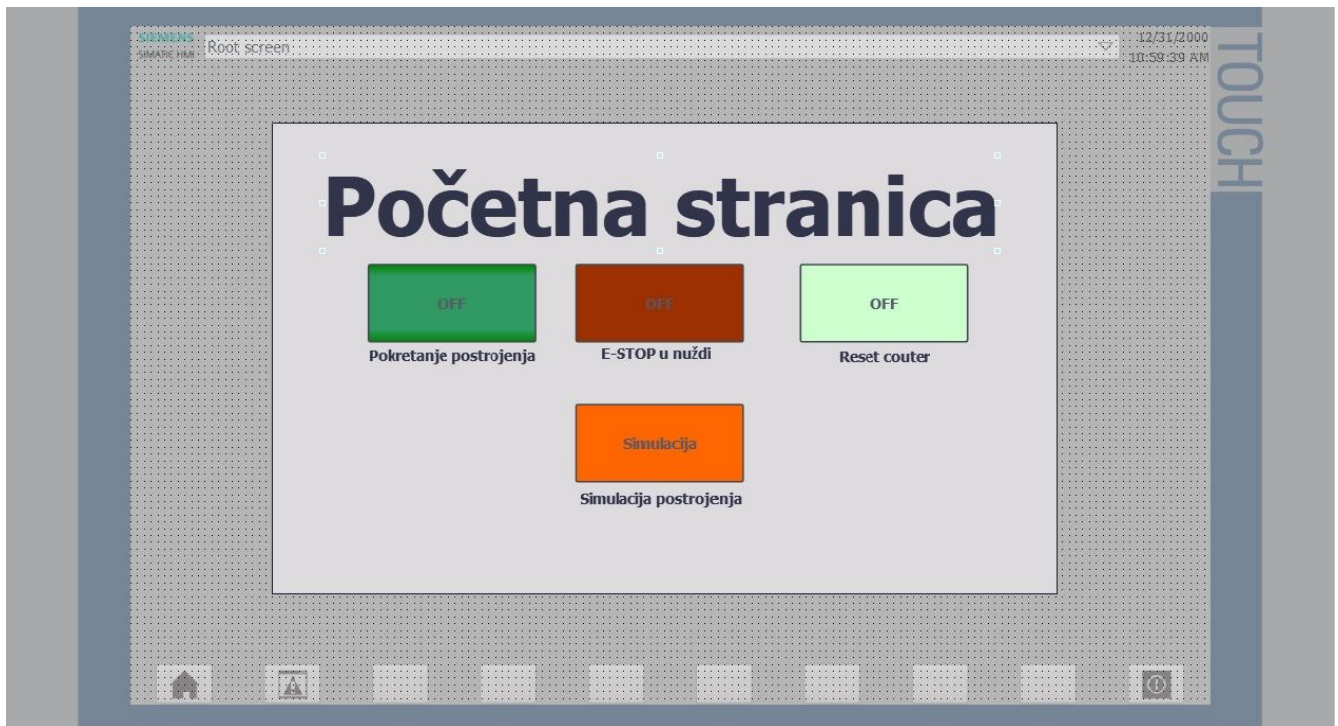 SIEMENS
SIMATIC HMI
Root screen
12/31/2000
10:59:39 AM
TOUCH
Početna stranica
OFF
OFF
OFF
Pokretanje postrojenja
E-STOP u nuždi
Reset couter
Simulacija
Simulacija postrojenja